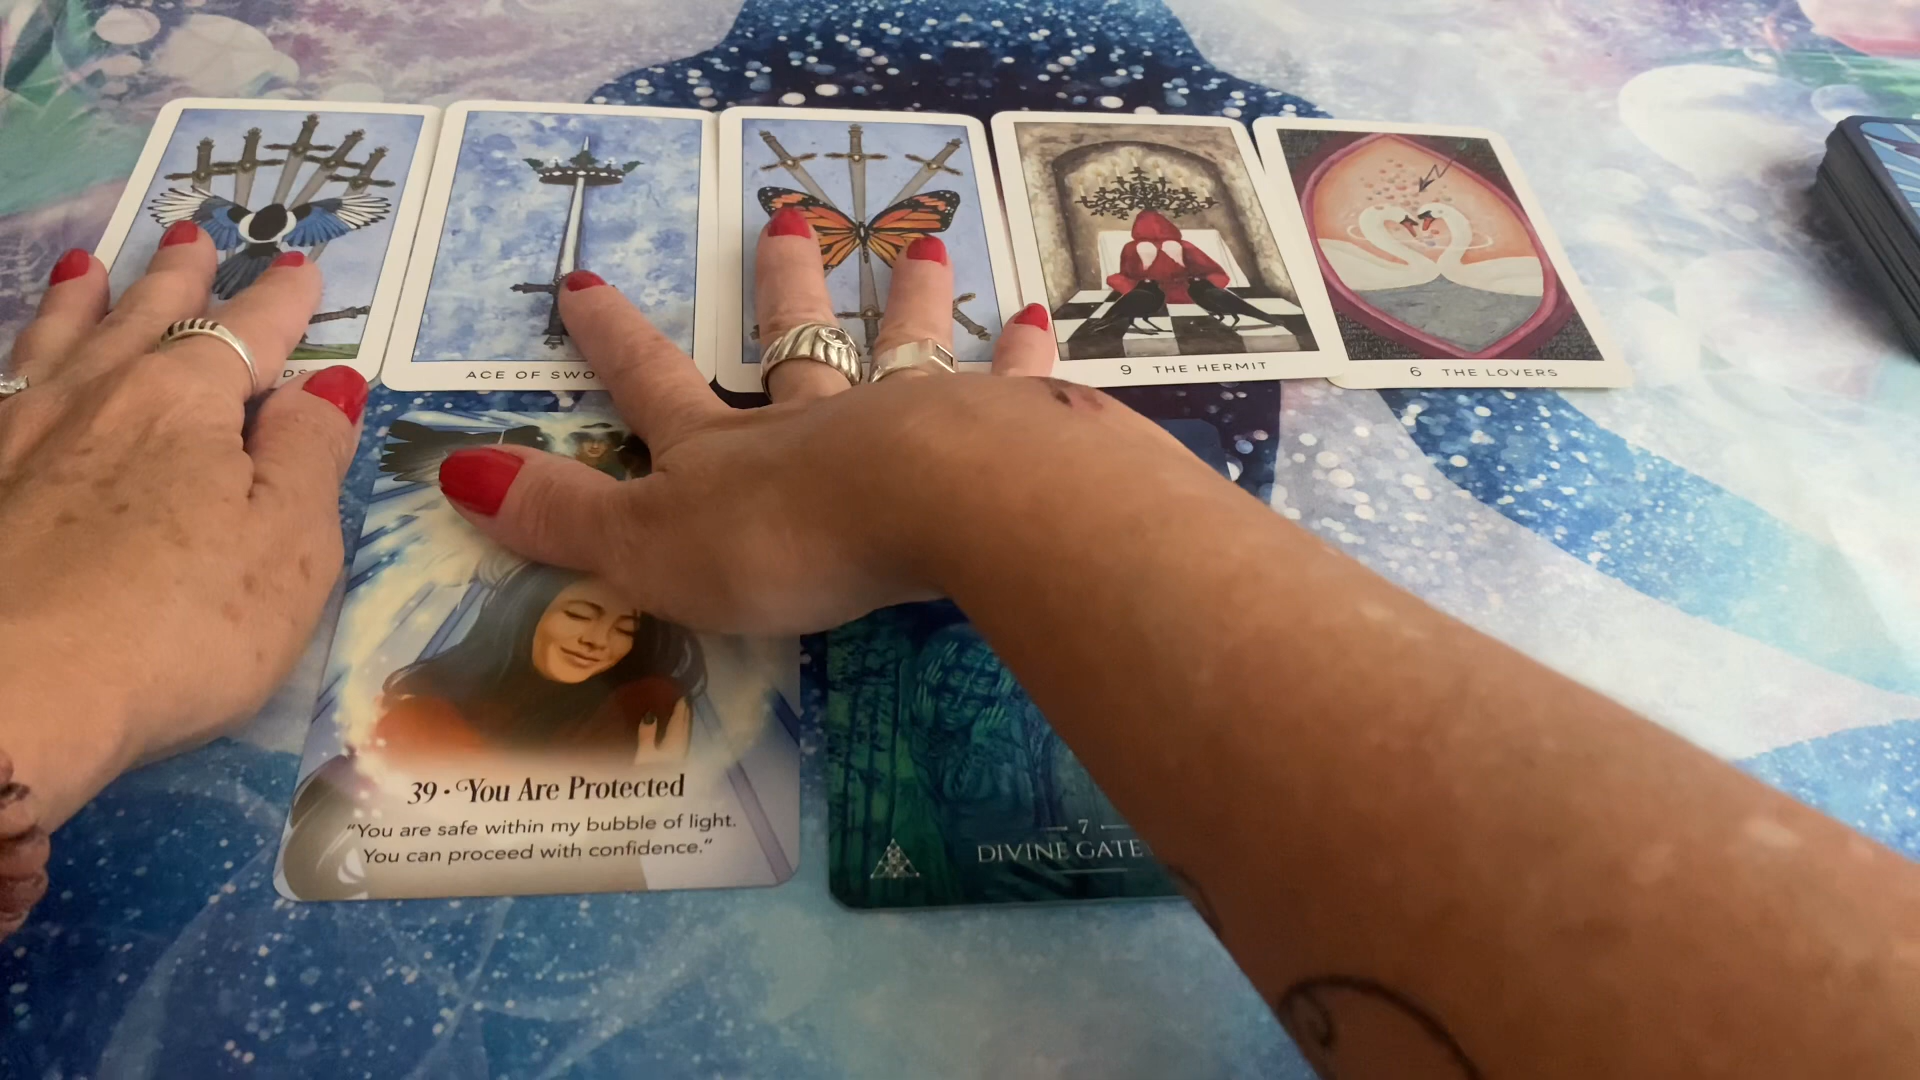 DS
ACE OF SWO
9 THE HERMIT
6 THE LOVERS
39 • You Are Protected
"You are safe within my bubble of light.
You can proceed with confidence."
7
DIVINE GATE